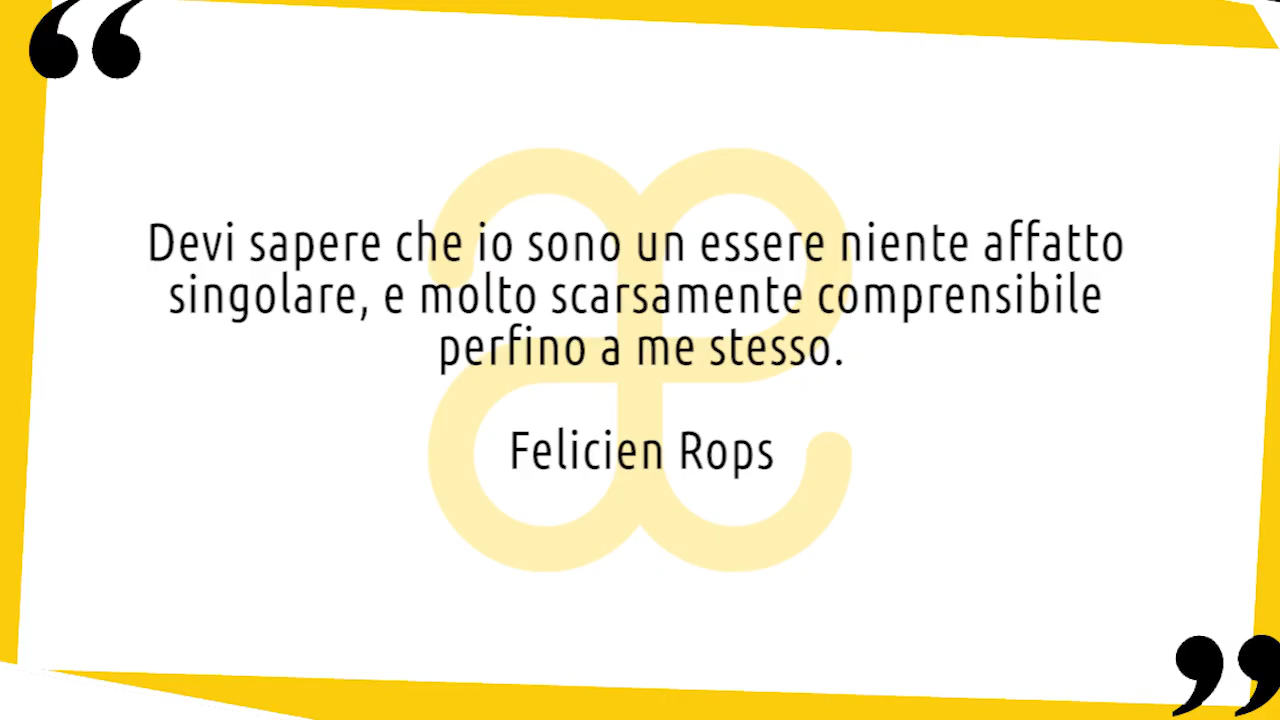 “
Devi sapere che io sono un essere niente affatto
singolare, e molto scarsamente comprensibile
perfino a me stesso.
Felicien Rops
”